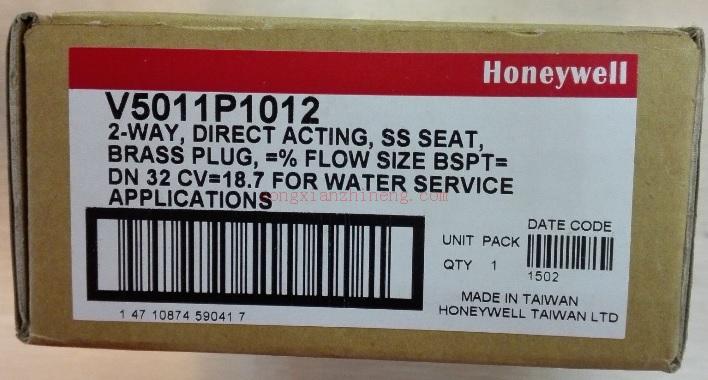 Honeywell
V5011P1012
2-WAY, DIRECT ACTING, SS SEAT,
BRASS PLUG, =% FLOW SIZE BSPT=
DN 32 CV=18.7 FOR WATER SERVICE
APPLICATIONS
songxianzhineng.com
DATE CODE
UNIT PACK
QTY 1
1502
MADE IN TAIWAN
HONEYWELL TAIWAN LTD
1 47 10874 59041 7